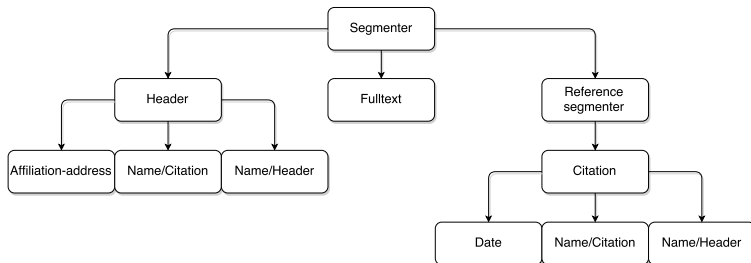 Segmenter
Header
Fulltext
Reference
segmenter
Affiliation-address
Name/Citation
Name/Header
Citation
Date
Name/Citation
Name/Header